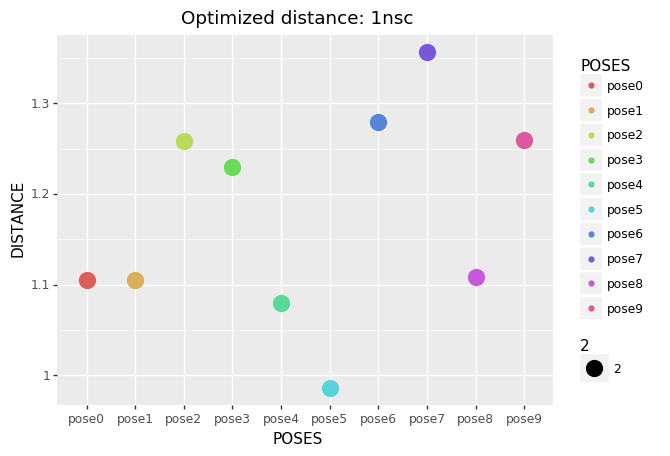 Optimized distance: 1nsc
DISTANCE
1.3
1.2
1.1
1
pose0 pose1 pose2 pose3 pose4 pose5 pose6 pose7 pose8 pose9
POSES
POSES
pose0
pose1
pose2
pose3
pose4
pose5
pose6
pose7
pose8
pose9
2
2